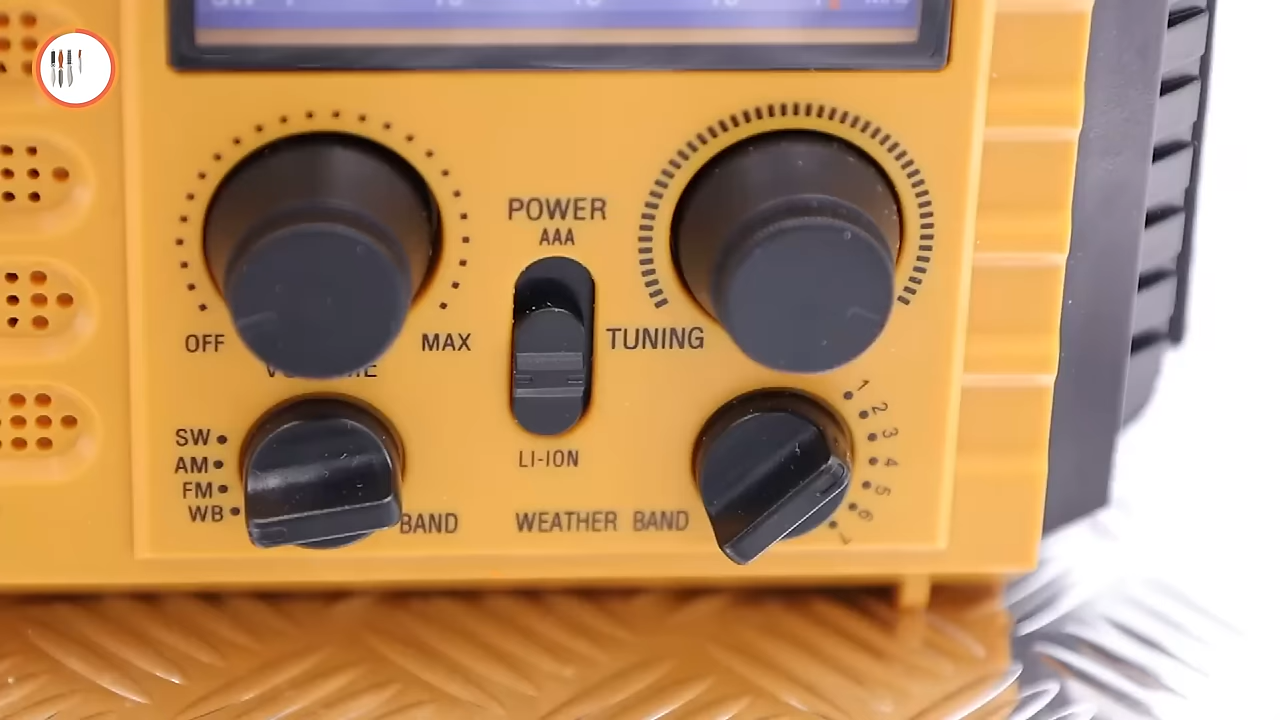 POWER
AAA
OFF
MAX
TUNING
SW
AM
FM
WB
LI-ION
BAND
WEATHER BAND
1
2
3
4
5
6
7